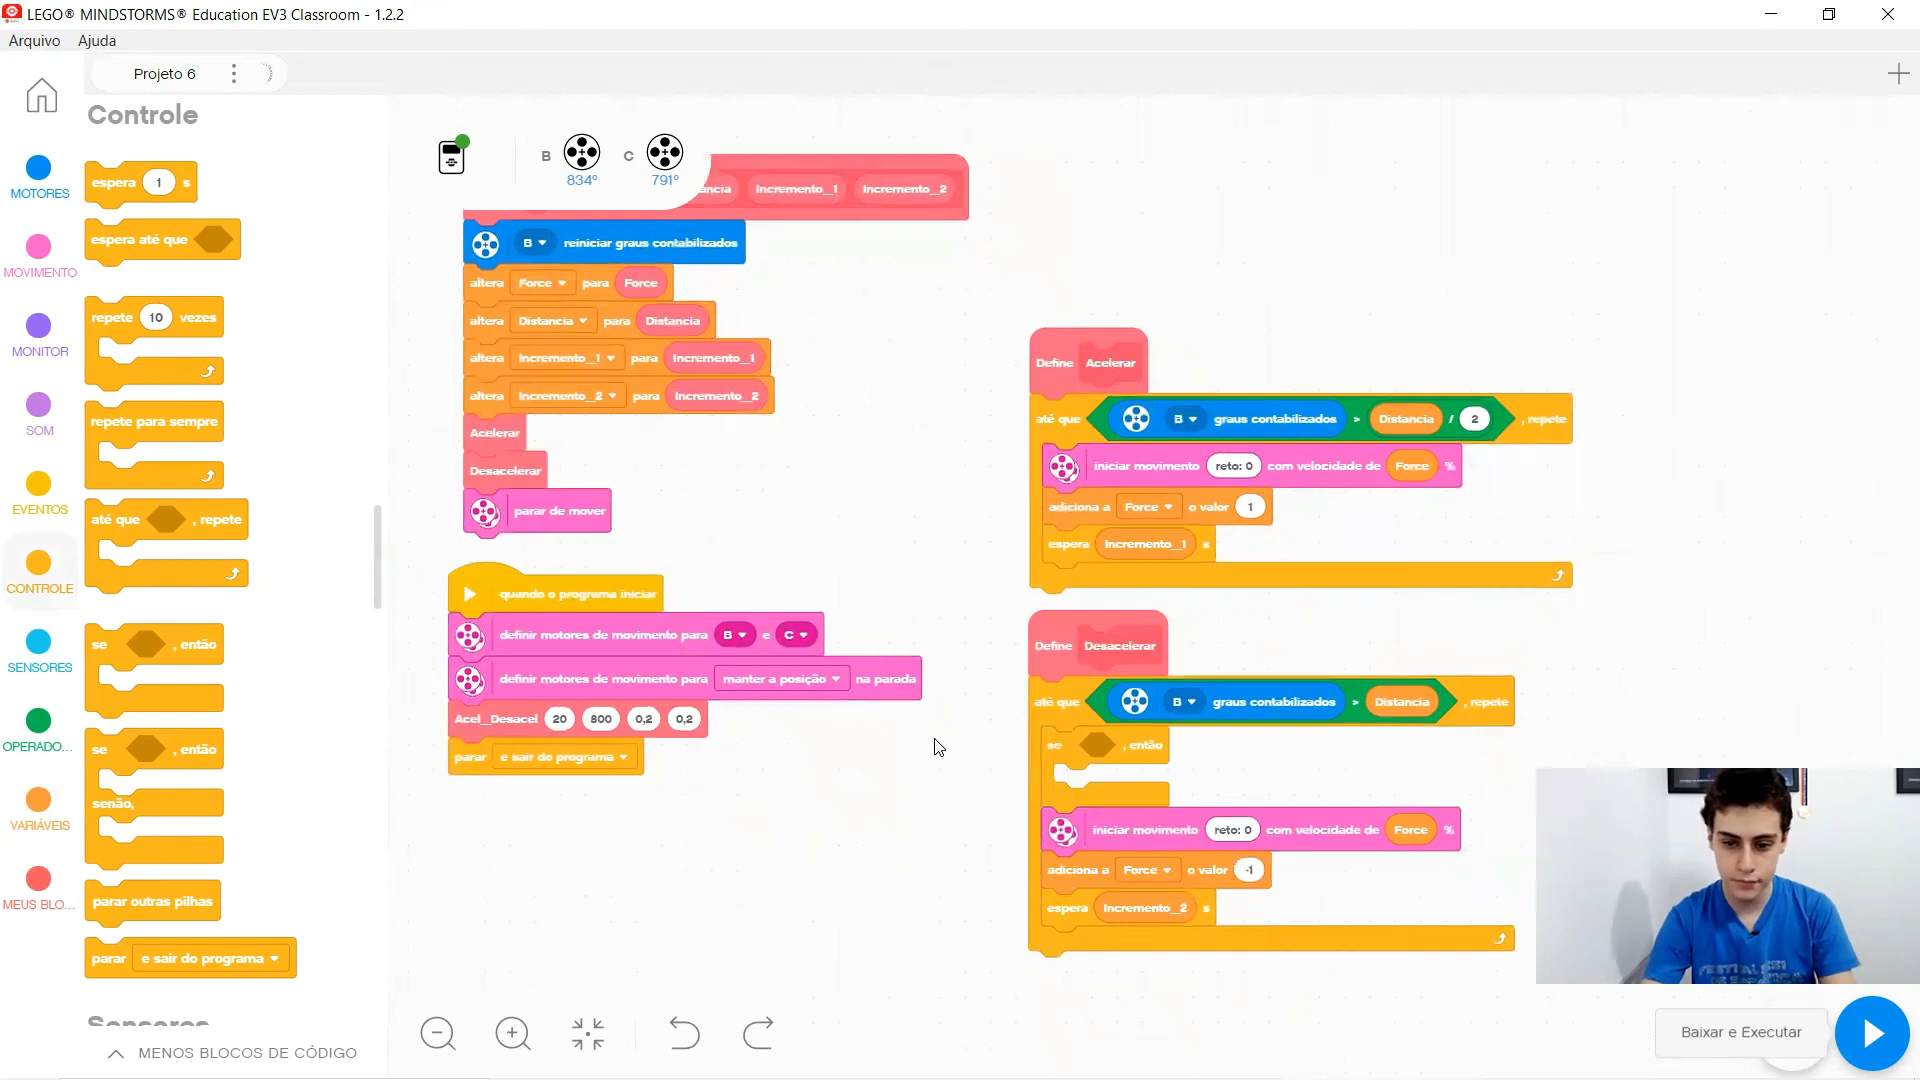 LEGO® MINDSTORMS® Education EV3 Classroom - 1.2.2
Arquivo Ajuda
Projeto 6
Controle
MOTORES
MOVIMENTO
MONITOR
SOM
EVENTOS
CONTROLE
SENSORES
OPERADO...
VARIÁVEIS
MEUS BLO...
espera 1 s
espera até que
repete 10 vezes
repete para sempre
até que , repete
se , então
se , então
senão,
parar outras pilhas
parar e sair do programa
Sensores
MENOS BLOCOS DE CÓDIGO
B 834° C 791°
ancia Incremento_1 Incremento_2
B reiniciar graus contabilizados
altera Force para Force
altera Distancia para Distancia
altera Incremento_1 para Incremento_1
altera Incremento_2 para Incremento_2
Acelerar
Desacelerar
parar de mover
quando o programa iniciar
definir motores de movimento para B e C
definir motores de movimento para manter a posição na parada
Acel_Desacel 20 800 0,2 0,2
parar e sair do programa
Define Acelerar
até que B graus contabilizados > Distancia / 2 , repete
iniciar movimento reto: 0 com velocidade de Force %
adiciona a Force o valor 1
espera Incremento_1 s
Define Desacelerar
até que B graus contabilizados > Distancia , repete
se , então
iniciar movimento reto: 0 com velocidade de Force %
adiciona a Force o valor -1
espera Incremento_2 s
Baixar e Executar